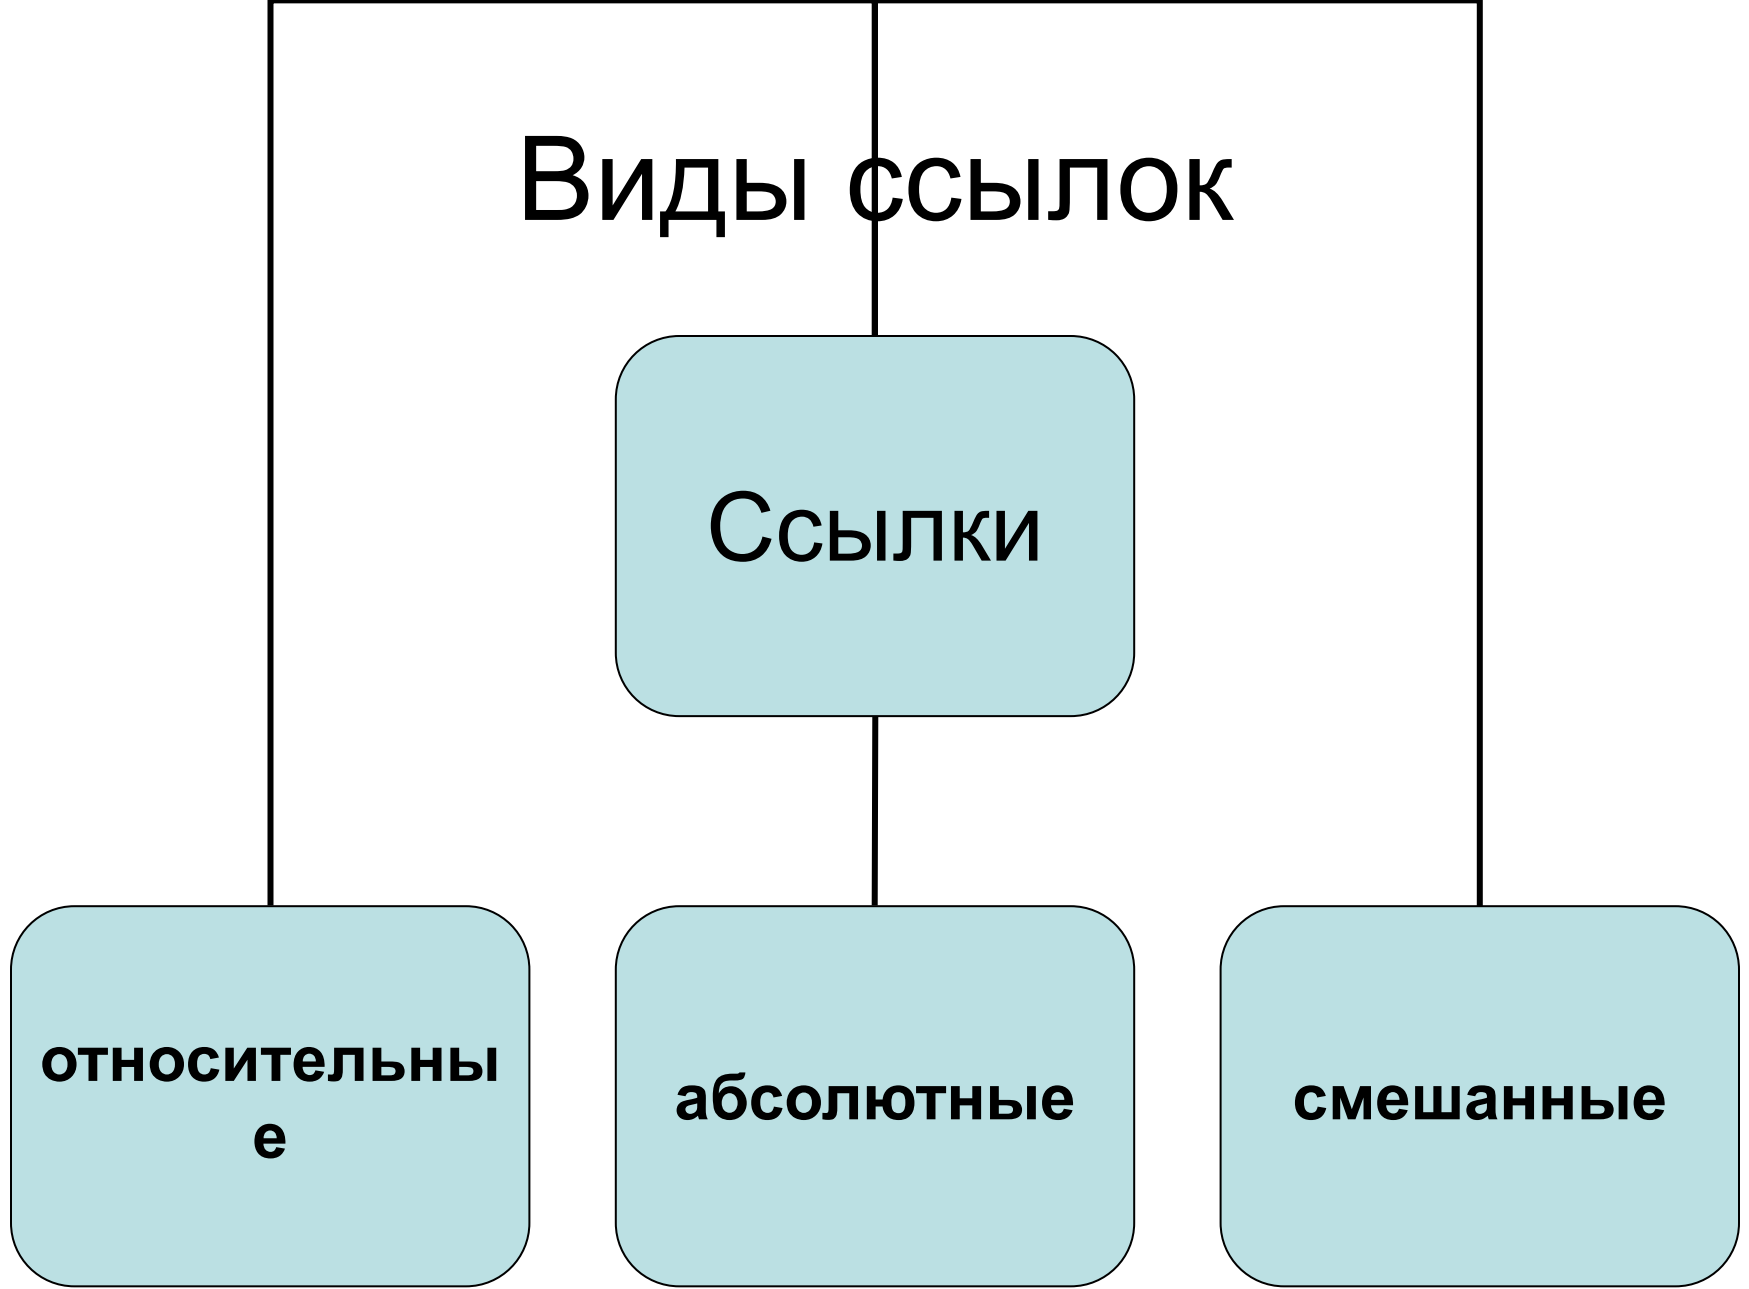 Виды ссылок
Ссылки
относительны
е
абсолютные
смешанные